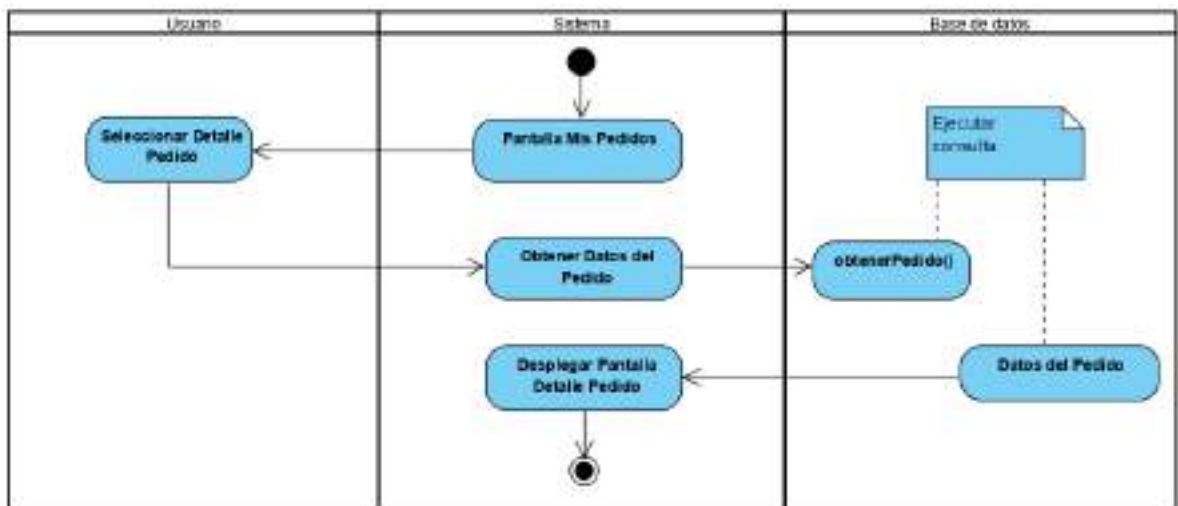 Usuario
Sistema
Base de datos
Seleccionar Detalle
Pedido
Pantalla Mis Pedidos
Ejecutar
consulta
Obtener Datos del
Pedido
obtenerPedido()
Desplegar Pantalla
Detalle Pedido
Datos del Pedido